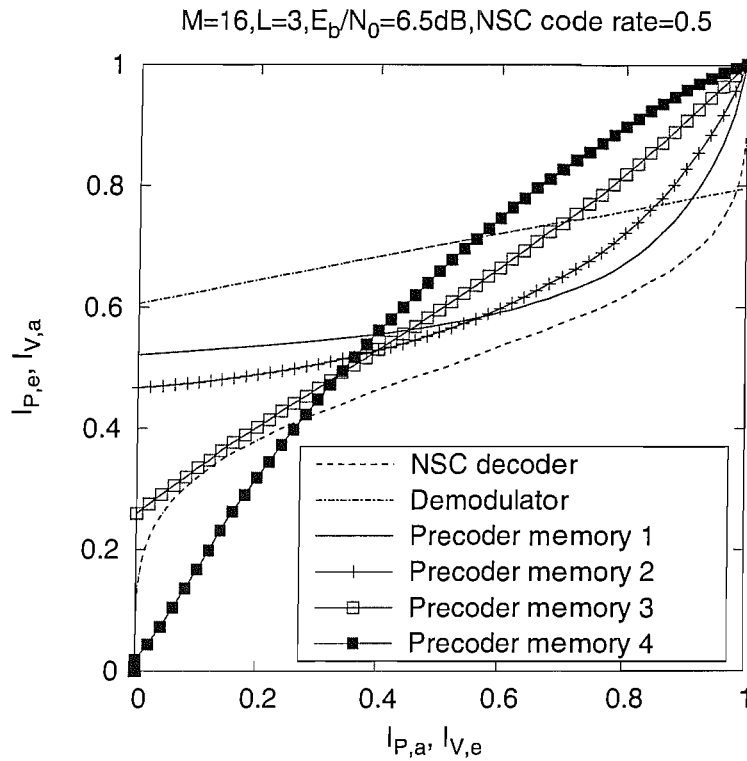 M=16,L=3,E_b/N_0=6.5dB,NSC code rate=0.5
1
0.8
0.6
0.4
0.2
0
I_P,e, I_V,a
NSC decoder
Demodulator
Precoder memory 1
Precoder memory 2
Precoder memory 3
Precoder memory 4
0 0.2 0.4 0.6 0.8 1
I_P,a, I_V,e